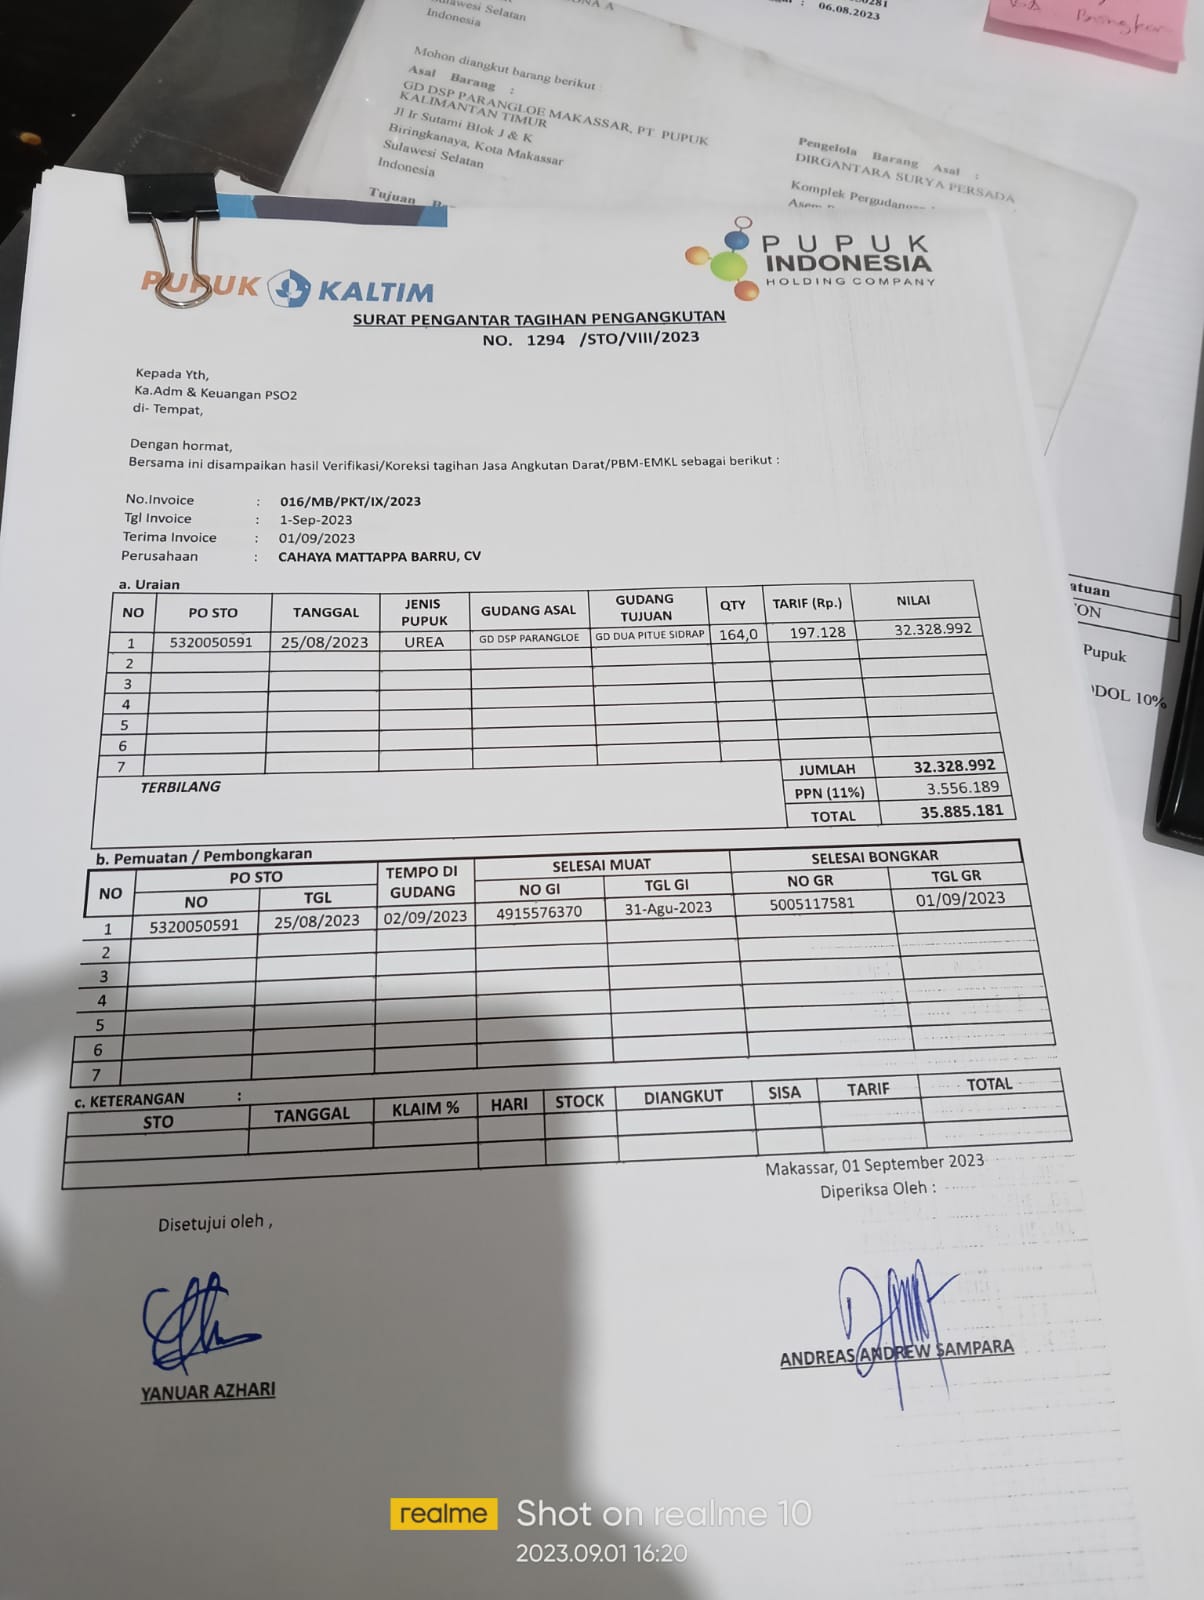 06.08.2023
Sulawesi Selatan
Indonesia
Mohon diangkut barang berikut
Asal Barang :
GD DSP PARANGLOE MAKASSAR, PT PUPUK
KALIMANTAN TIMUR
Jl Ir Sutami Blok J & K
Biringkanaya, Kota Makassar
Sulawesi Selatan
Indonesia
Tujuan
Pengelola Barang Asal :
DIRGANTARA SURYA PERSADA
Komplek Pergudangan
PUPUK KALTIM
PUPUK
INDONESIA
HOLDING COMPANY
SURAT PENGANTAR TAGIHAN PENGANGKUTAN
NO. 1294 /STO/VIII/2023
Kepada Yth,
Ka.Adm & Keuangan PSO2
di- Tempat,
Dengan hormat,
Bersama ini disampaikan hasil Verifikasi/Koreksi tagihan Jasa Angkutan Darat/PBM-EMKL sebagai berikut :
No.Invoice : 016/MB/PKT/IX/2023
Tgl Invoice : 1-Sep-2023
Terima Invoice : 01/09/2023
Perusahaan : CAHAYA MATTAPPA BARRU, CV
a. Uraian
NO PO STO TANGGAL JENIS PUPUK GUDANG ASAL GUDANG TUJUAN QTY TARIF (Rp.) NILAI
1 5320050591 25/08/2023 UREA GD DSP PARANGLOE GD DUA PITUE SIDRAP 164,0 197.128 32.328.992
2
3
4
5
6
7
JUMLAH 32.328.992
TERBILANG
PPN (11%) 3.556.189
TOTAL 35.885.181
b. Pemuatan / Pembongkaran
NO PO STO TEMPO DI GUDANG SELESAI MUAT SELESAI BONGKAR
NO TGL NO GI TGL GI NO GR TGL GR
1 5320050591 25/08/2023 02/09/2023 4915576370 31-Agu-2023 5005117581 01/09/2023
2
3
4
5
6
7
c. KETERANGAN :
STO TANGGAL KLAIM % HARI STOCK DIANGKUT SISA TARIF TOTAL
Makassar, 01 September 2023
Diperiksa Oleh :
Disetujui oleh ,
YANUAR AZHARI
ANDREAS ANDREW SAMPARA
Pupuk
10%
realme Shot on realme 10
2023.09.01 16:20